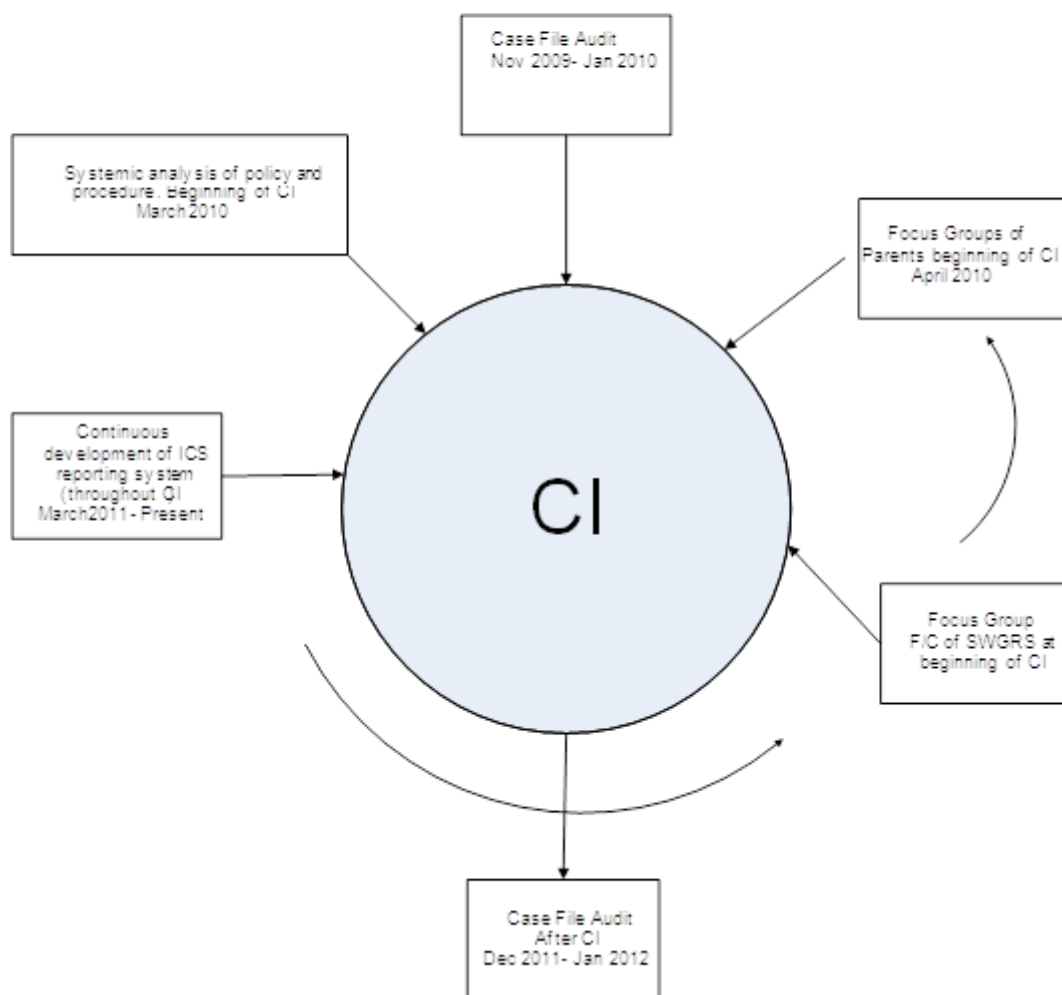 Case File Audit
Nov 2009- Jan 2010
Systemic analysis of policy and
procedure. Beginning of CI
March 2010
Focus Groups of
Parents beginning of CI
April 2010
Continuous
development of ICS
reporting system
(throughout CI
March2011- Present
CI
Focus Group
F/C of SWGRS at
beginning of CI
Case File Audit
After CI
Dec 2011- Jan 2012